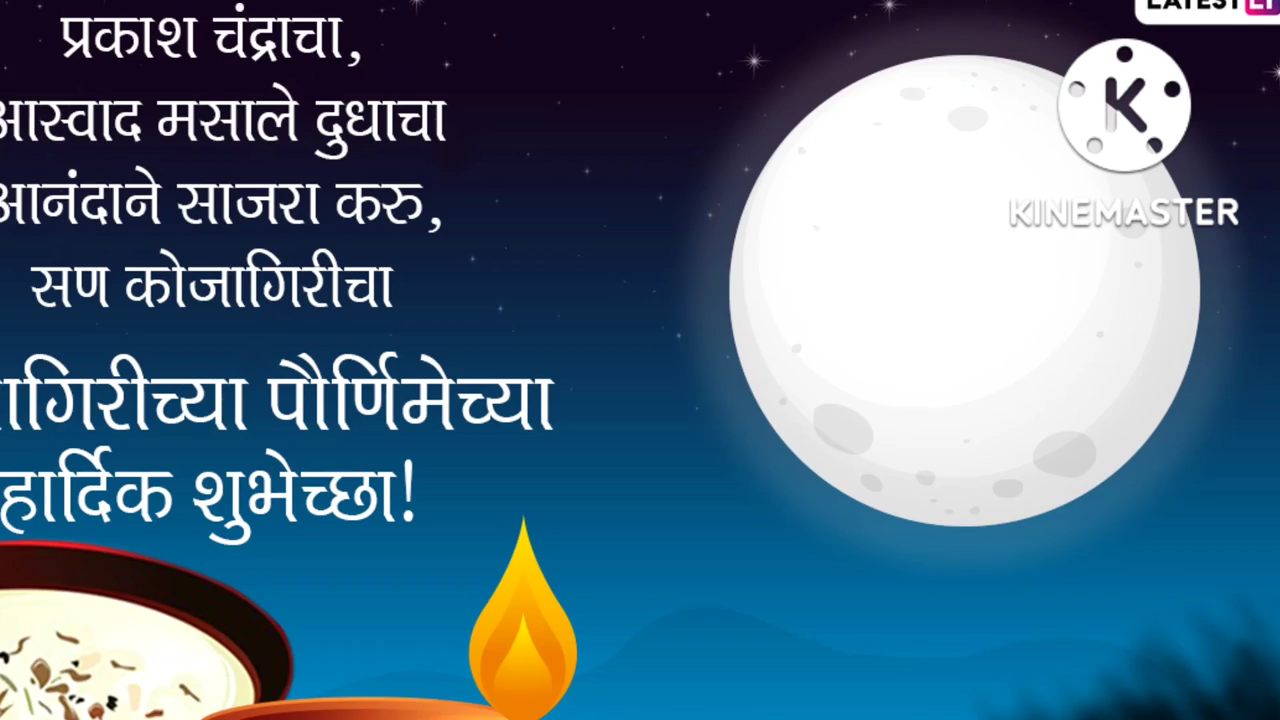 प्रकाश चंद्राचा,
आस्वाद मसाले दुधाचा
आनंदाने साजरा करु,
सण कोजागिरीचा
पौर्णिमेच्या
हार्दिक शुभेच्छा!
LATEST
KINEMASTER